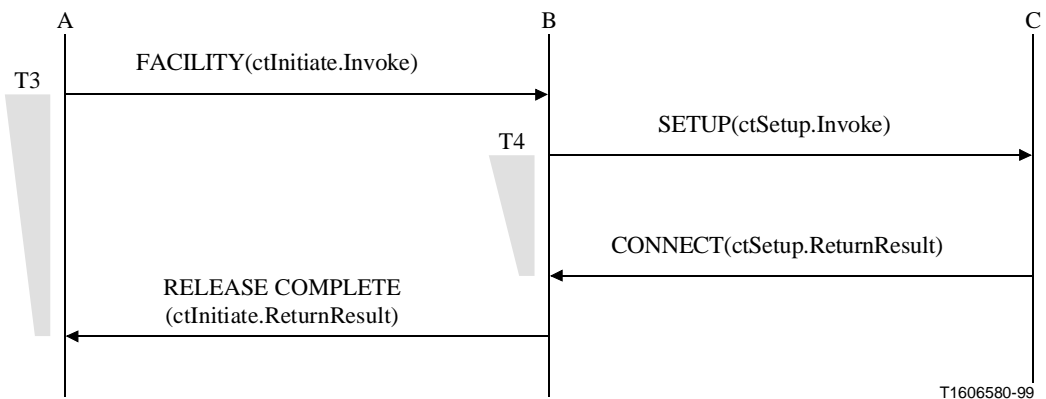 A
B
C
FACILITY(ctInitiate.Invoke)
T3
SETUP(ctSetup.Invoke)
T4
CONNECT(ctSetup.ReturnResult)
RELEASE COMPLETE
(ctInitiate.ReturnResult)
T1606580-99